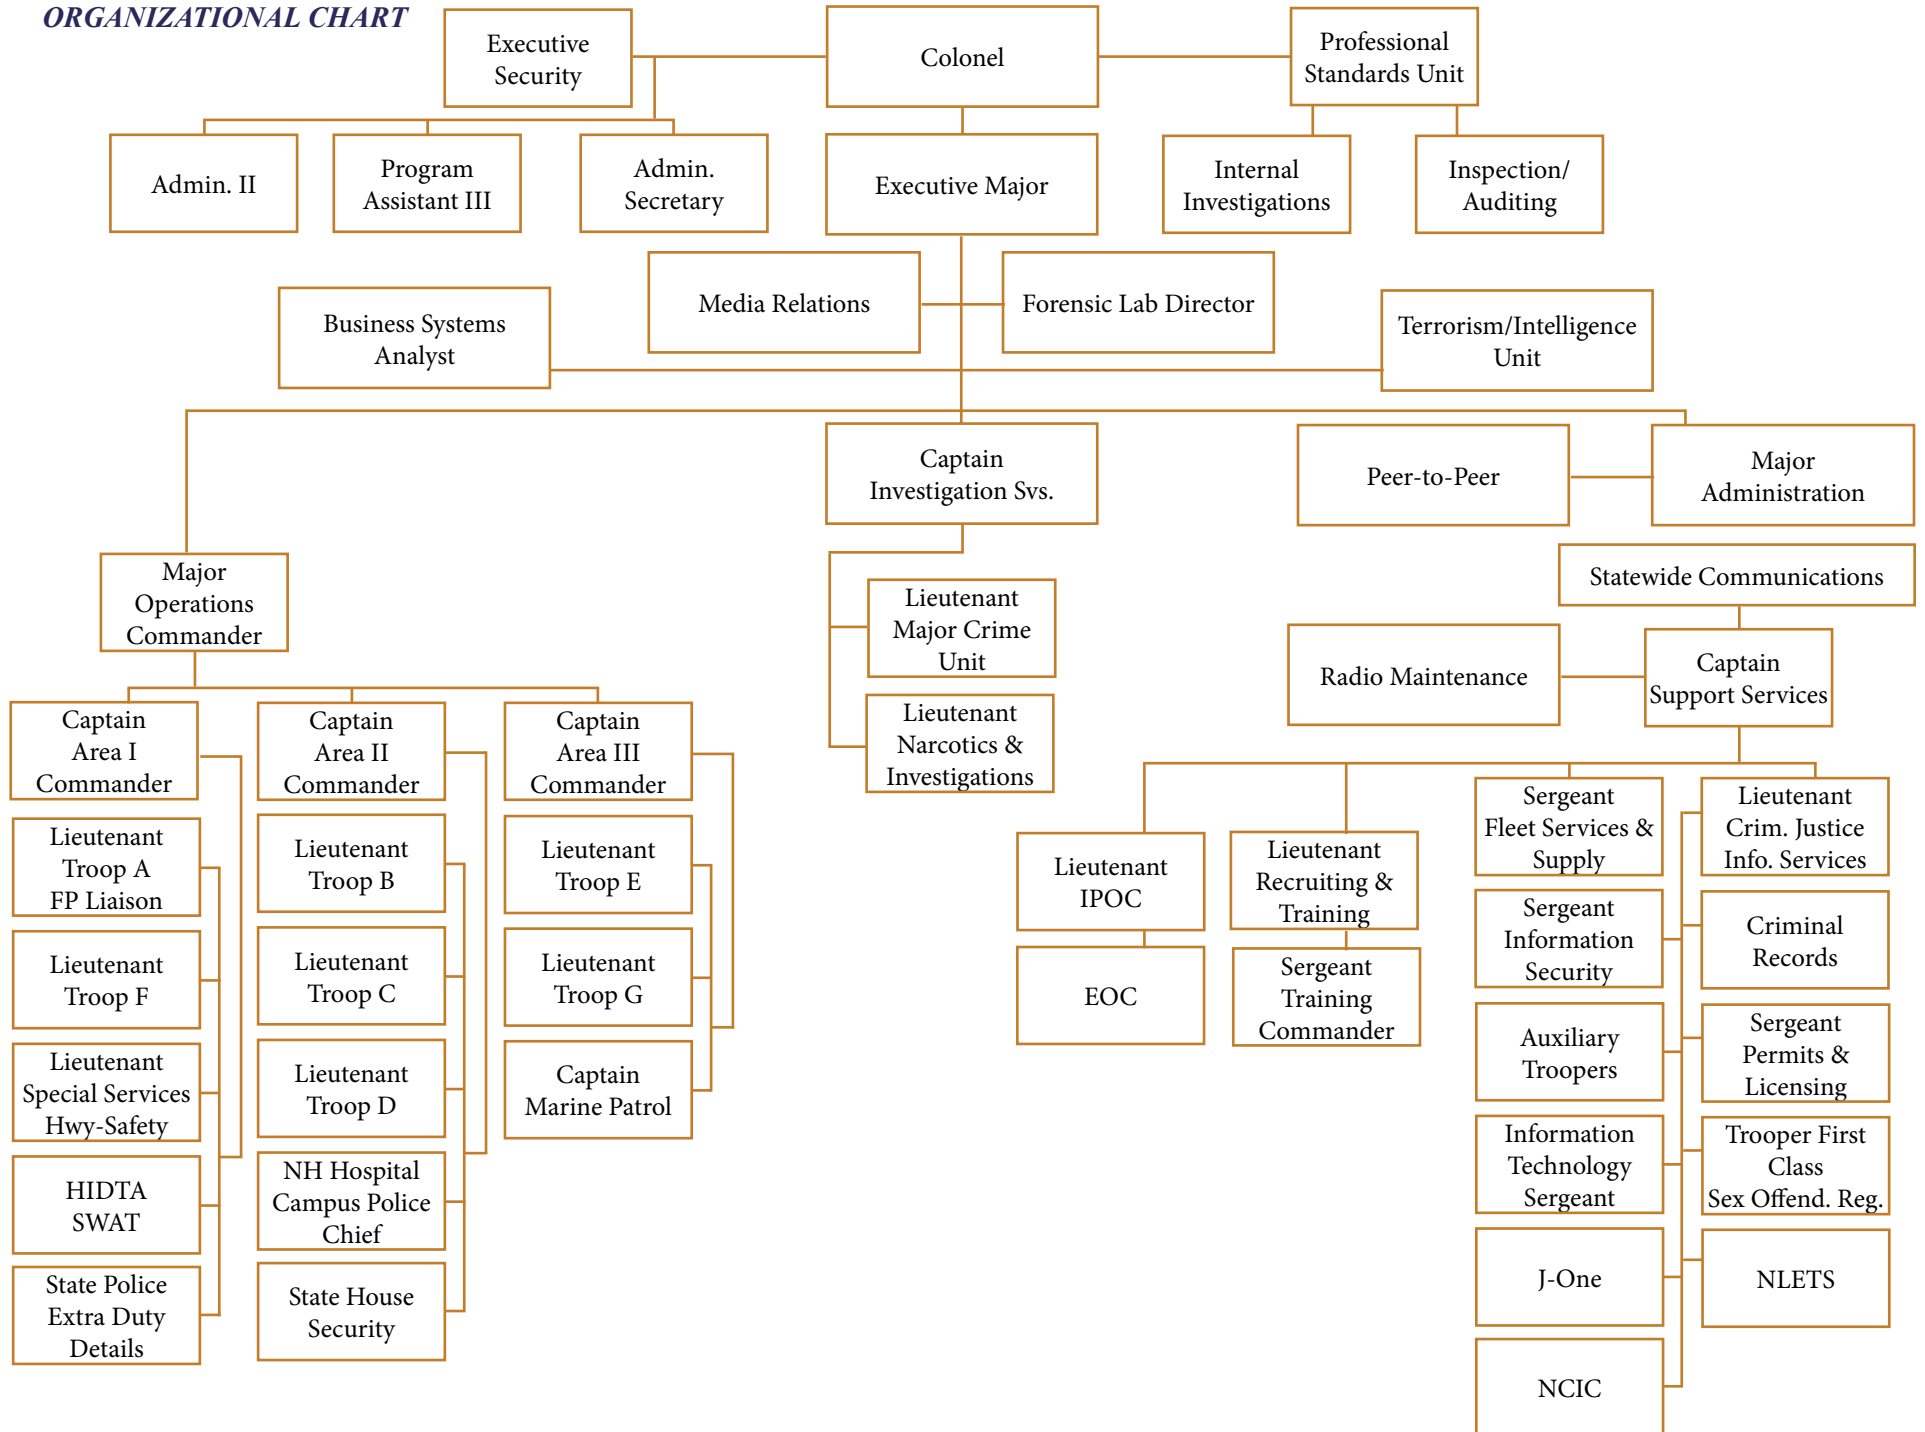 ORGANIZATIONAL CHART
Executive
Security
Colonel
Professional
Standards Unit
Admin. II
Program
Assistant III
Admin.
Secretary
Executive Major
Internal
Investigations
Inspection/
Auditing
Media Relations
Forensic Lab Director
Business Systems
Analyst
Terrorism/Intelligence
Unit
Captain
Investigation Svs.
Peer-to-Peer
Major
Administration
Major
Operations
Commander
Statewide Communications
Lieutenant
Major Crime
Unit
Radio Maintenance
Captain
Support Services
Lieutenant
Narcotics &
Investigations
Captain
Area I
Commander
Captain
Area II
Commander
Captain
Area III
Commander
Lieutenant
Troop A
FP Liaison
Lieutenant
Troop F
Lieutenant
Special Services
Hwy-Safety
HIDTA
SWAT
State Police
Extra Duty
Details
Lieutenant
Troop B
Lieutenant
Troop C
Lieutenant
Troop D
NH Hospital
Campus Police
Chief
State House
Security
Lieutenant
Troop E
Lieutenant
Troop G
Captain
Marine Patrol
Lieutenant
IPOC
EOC
Lieutenant
Recruiting &
Training
Sergeant
Training
Commander
Sergeant
Fleet Services &
Supply
Sergeant
Information
Security
Auxiliary
Troopers
Information
Technology
Sergeant
J-One
NCIC
Lieutenant
Crim. Justice
Info. Services
Criminal
Records
Sergeant
Permits &
Licensing
Trooper First
Class
Sex Offend. Reg.
NLETS